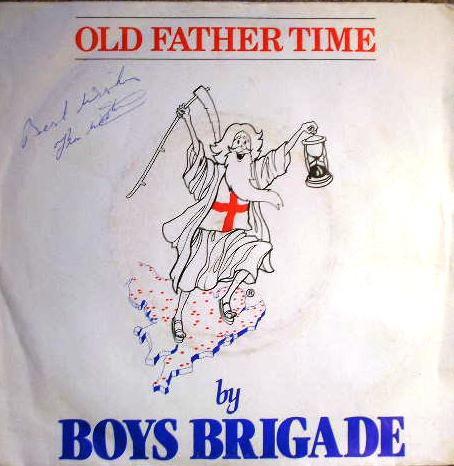 OLD FATHER TIME
Best Wishes
®
by
BOYS BRIGADE